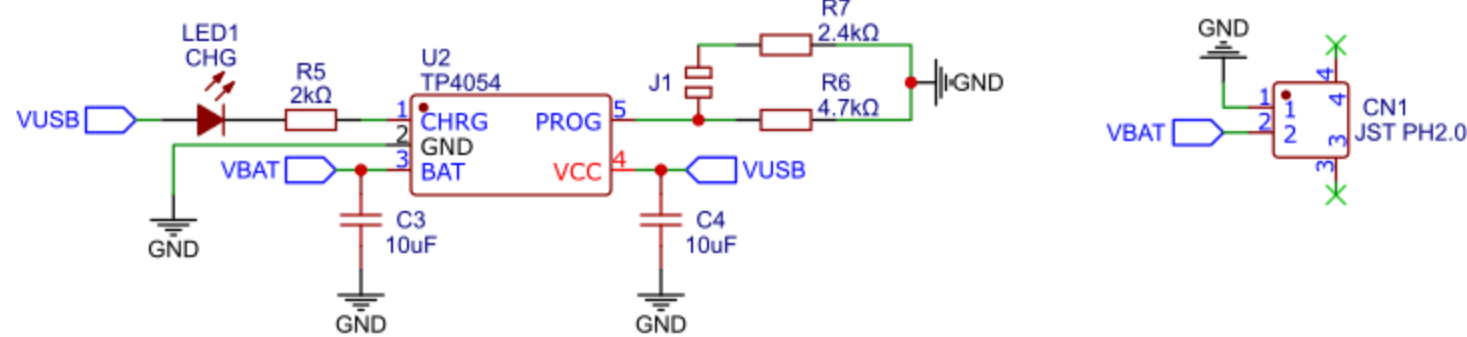 LED1
CHG
VUSB
R5
2kΩ
U2
TP4054
1
CHRG
2
GND
3
BAT
PROG
5
VCC
4
VBAT
GND
C3
10uF
GND
J1
R7
2.4kΩ
R6
4.7kΩ
GND
VUSB
C4
10uF
GND
GND
VBAT
1
1
2
2
4
4
3
3
CN1
JST PH2.0